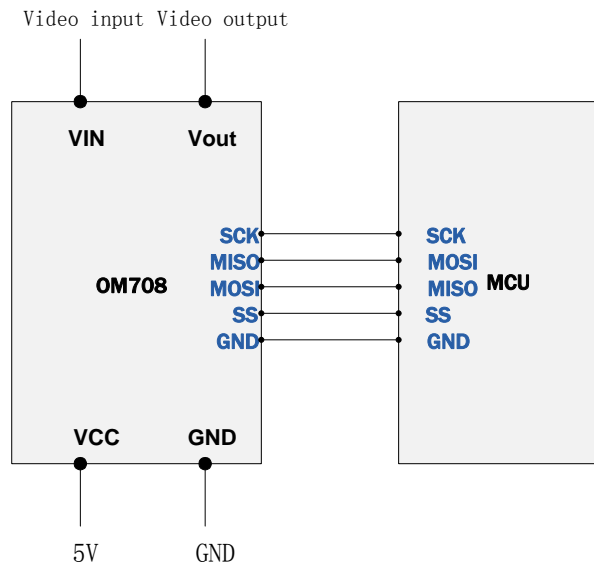 Video input Video output
VIN Vout
SCK SCK
MISO MOSI
OM708 MOSI MISO MCU
SS SS
GND GND
VCC GND
5V GND